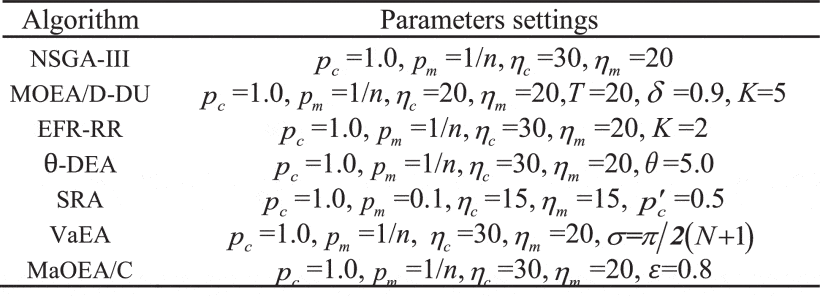 Algorithm Parameters settings
NSGA-III p_c =1.0, p_m =1/n, η_c =30, η_m =20
MOEA/D-DU p_c =1.0, p_m =1/n, η_c =20, η_m =20, T =20, δ =0.9, K=5
EFR-RR p_c =1.0, p_m =1/n, η_c =30, η_m =20, K =2
θ-DEA p_c =1.0, p_m =1/n, η_c =30, η_m =20, θ =5.0
SRA p_c =1.0, p_m =0.1, η_c =15, η_m =15, p′_c =0.5
VaEA p_c =1.0, p_m =1/n, η_c =30, η_m =20, σ=π/2(N+1)
MaOEA/C p_c =1.0, p_m =1/n, η_c =30, η_m =20, ε=0.8